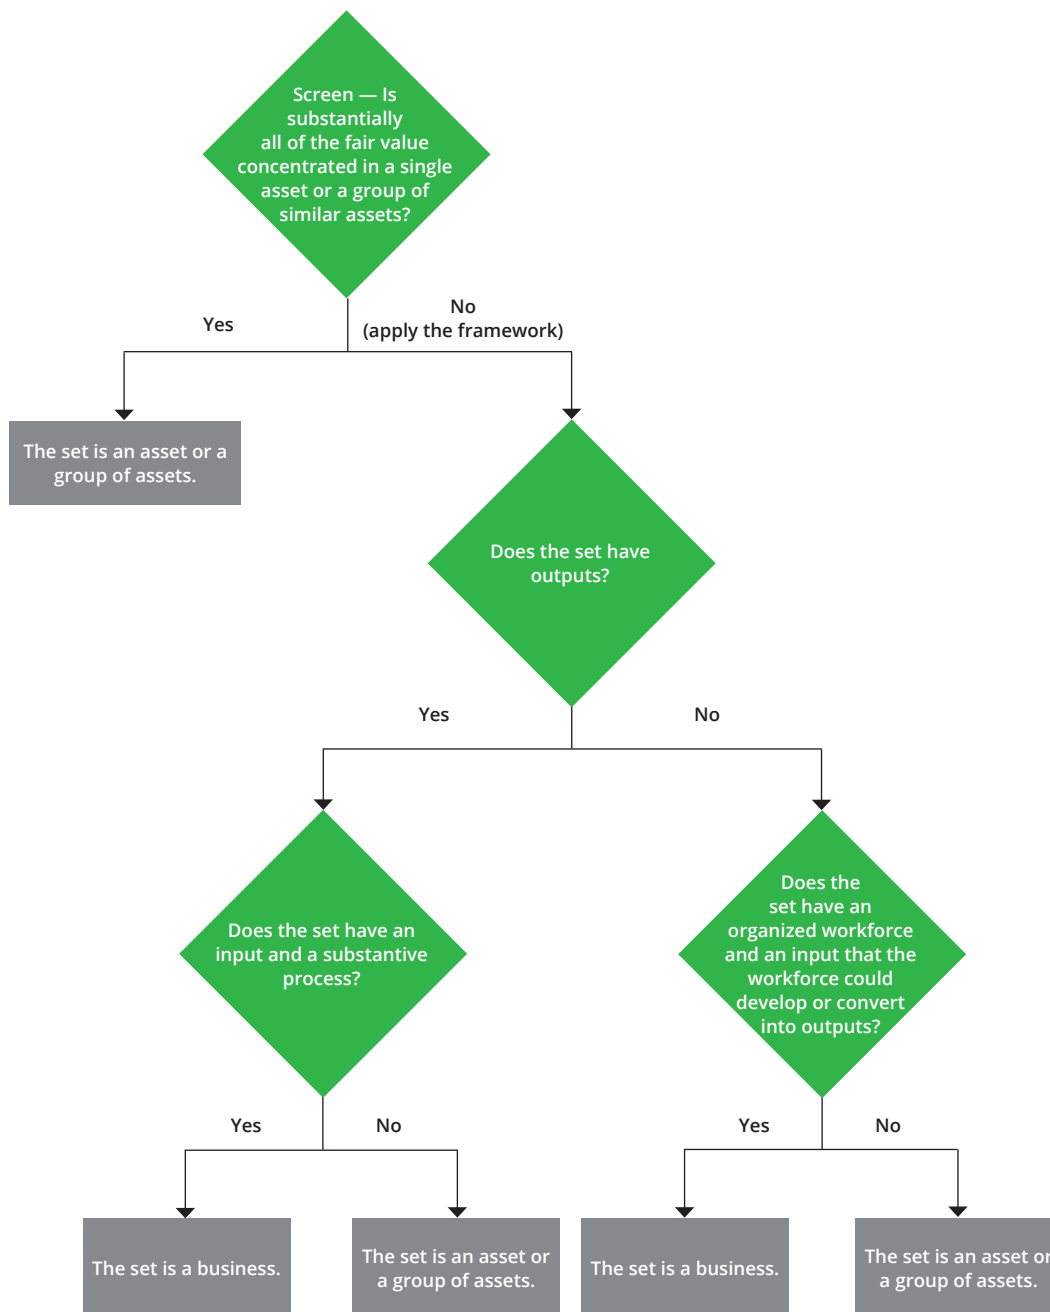 Screen — Is
substantially
all of the fair value
concentrated in a single
asset or a group of
similar assets?
Yes
No
(apply the framework)
The set is an asset or a
group of assets.
Does the set have
outputs?
Yes
No
Does the set have an
input and a substantive
process?
Does the
set have an
organized workforce
and an input that the
workforce could
develop or convert
into outputs?
Yes
No
Yes
No
The set is a business.
The set is an asset or
a group of assets.
The set is a business.
The set is an asset or
a group of assets.